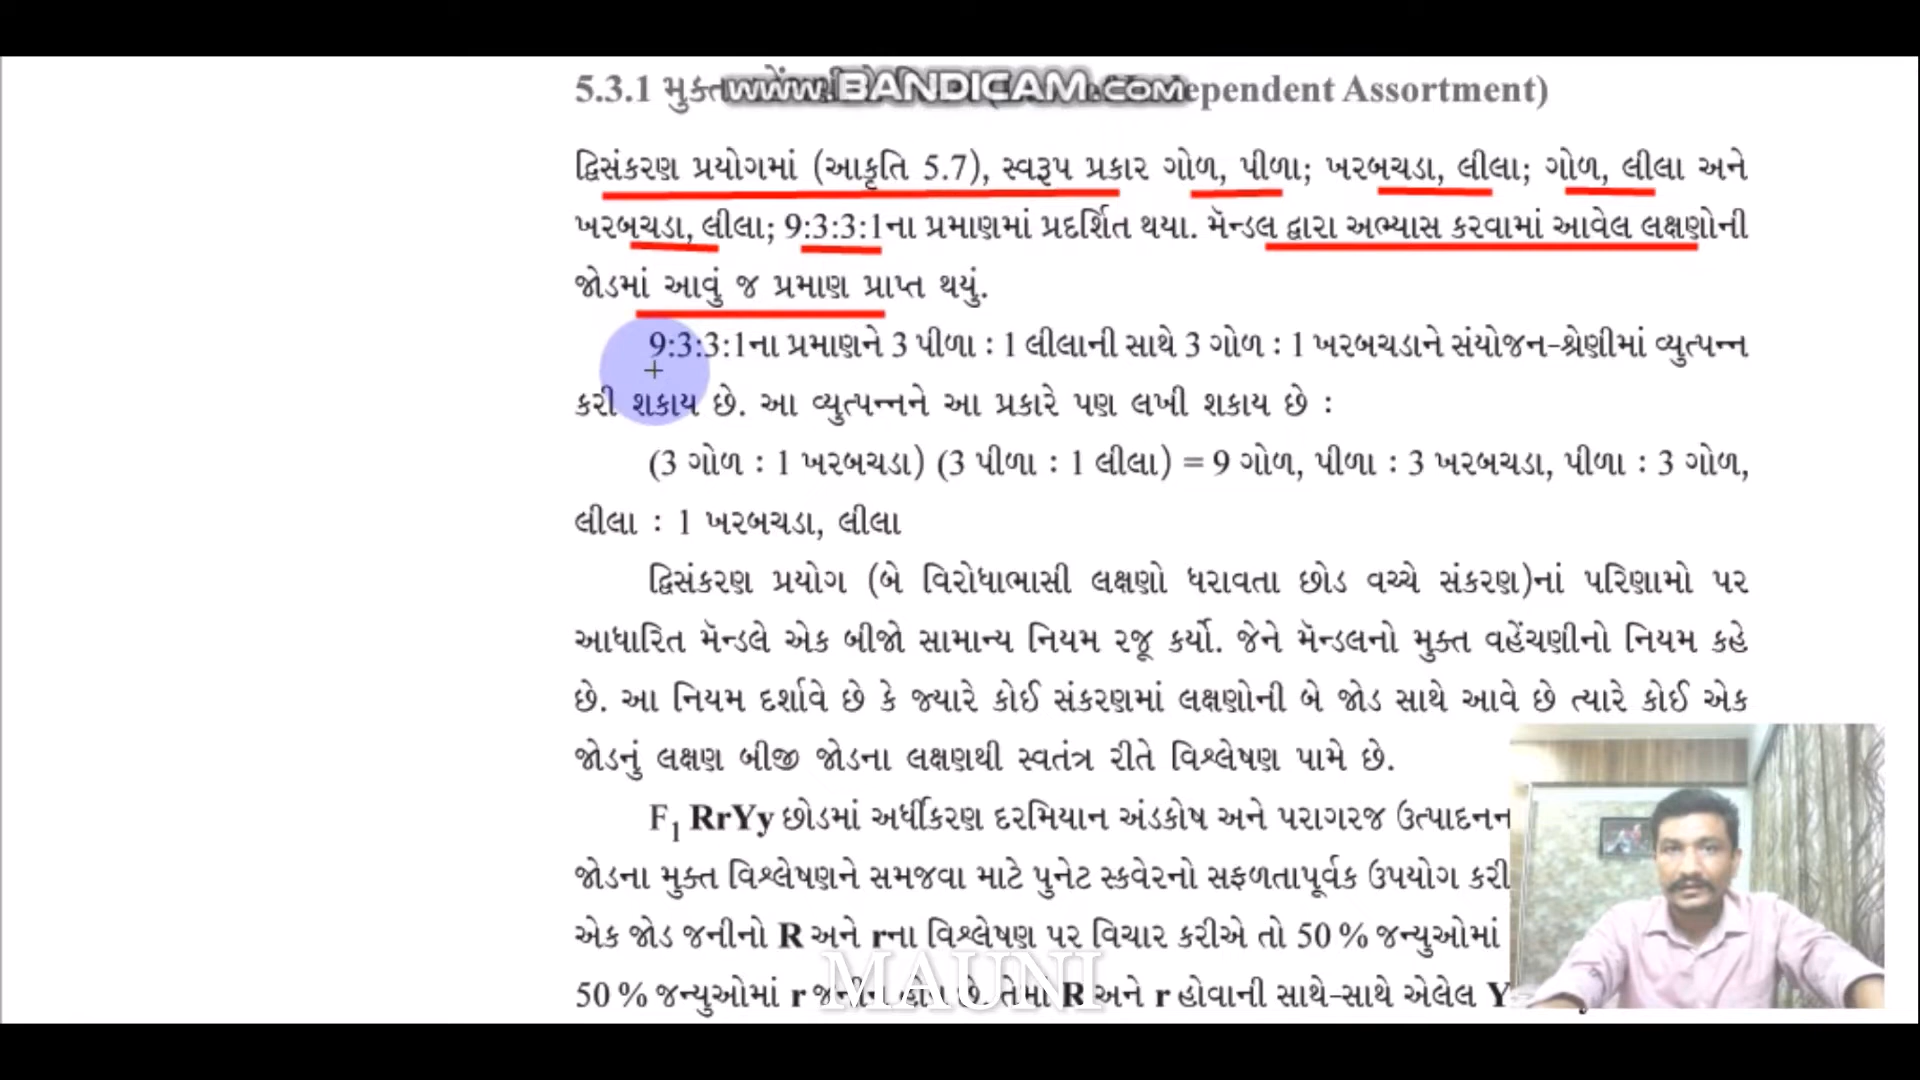 www.BANDICAM.com
5.3.1 મુક્ત Independent Assortment)
દ્વિસંકરણ પ્રયોગમાં (આકૃતિ 5.7), સ્વરૂપ પ્રકાર ગોળ, પીળા; ખરબચડા, લીલા; ગોળ, લીલા અને
ખરબચડા, લીલા; 9:3:3:1ના પ્રમાણમાં પ્રદર્શિત થયા. મૅન્ડલ દ્વારા અભ્યાસ કરવામાં આવેલ લક્ષણોની
જોડમાં આવું જ પ્રમાણ પ્રાપ્ત થયું.
9:3:3:1ના પ્રમાણને 3 પીળા : 1 લીલાની સાથે 3 ગોળ : 1 ખરબચડાને સંયોજન-શ્રેણીમાં વ્યુત્પન્ન
કરી શકાય છે. આ વ્યુત્પન્નને આ પ્રકારે પણ લખી શકાય છે :
(3 ગોળ : 1 ખરબચડા) (3 પીળા : 1 લીલા) = 9 ગોળ, પીળા : 3 ખરબચડા, પીળા : 3 ગોળ,
લીલા : 1 ખરબચડા, લીલા
દ્વિસંકરણ પ્રયોગ (બે વિરોધાભાસી લક્ષણો ધરાવતા છોડ વચ્ચે સંકરણ)નાં પરિણામો પર
આધારિત મૅન્ડલે એક બીજો સામાન્ય નિયમ રજૂ કર્યો. જેને મૅન્ડલનો મુક્ત વહેંચણીનો નિયમ કહે
છે. આ નિયમ દર્શાવે છે કે જ્યારે કોઈ સંકરણમાં લક્ષણોની બે જોડ સાથે આવે છે ત્યારે કોઈ એક
જોડનું લક્ષણ બીજી જોડના લક્ષણથી સ્વતંત્ર રીતે વિશ્લેષણ પામે છે.
F1 RrYy છોડમાં અર્ધીકરણ દરમિયાન અંડકોષ અને પરાગરજ ઉત્પાદનન
જોડના મુક્ત વિશ્લેષણને સમજવા માટે પુનેટ સ્કવેરનો સફળતાપૂર્વક ઉપયોગ કરી
એક જોડ જનીનો R અને rના વિશ્લેષણ પર વિચાર કરીએ તો 50 % જન્યુઓમાં
50 % જન્યુઓમાં r જનીન હોય છે. તેમાં R અને r હોવાની સાથે-સાથે એલેલ Y
MAUNI